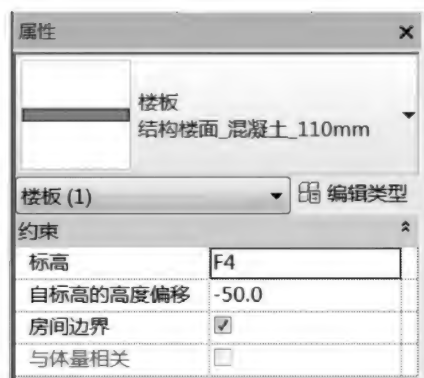 属性
楼板
结构楼面_混凝土_110mm
楼板 (1) 编辑类型
约束
标高 F4
自标高的高度偏移 -50.0
房间边界
与体量相关